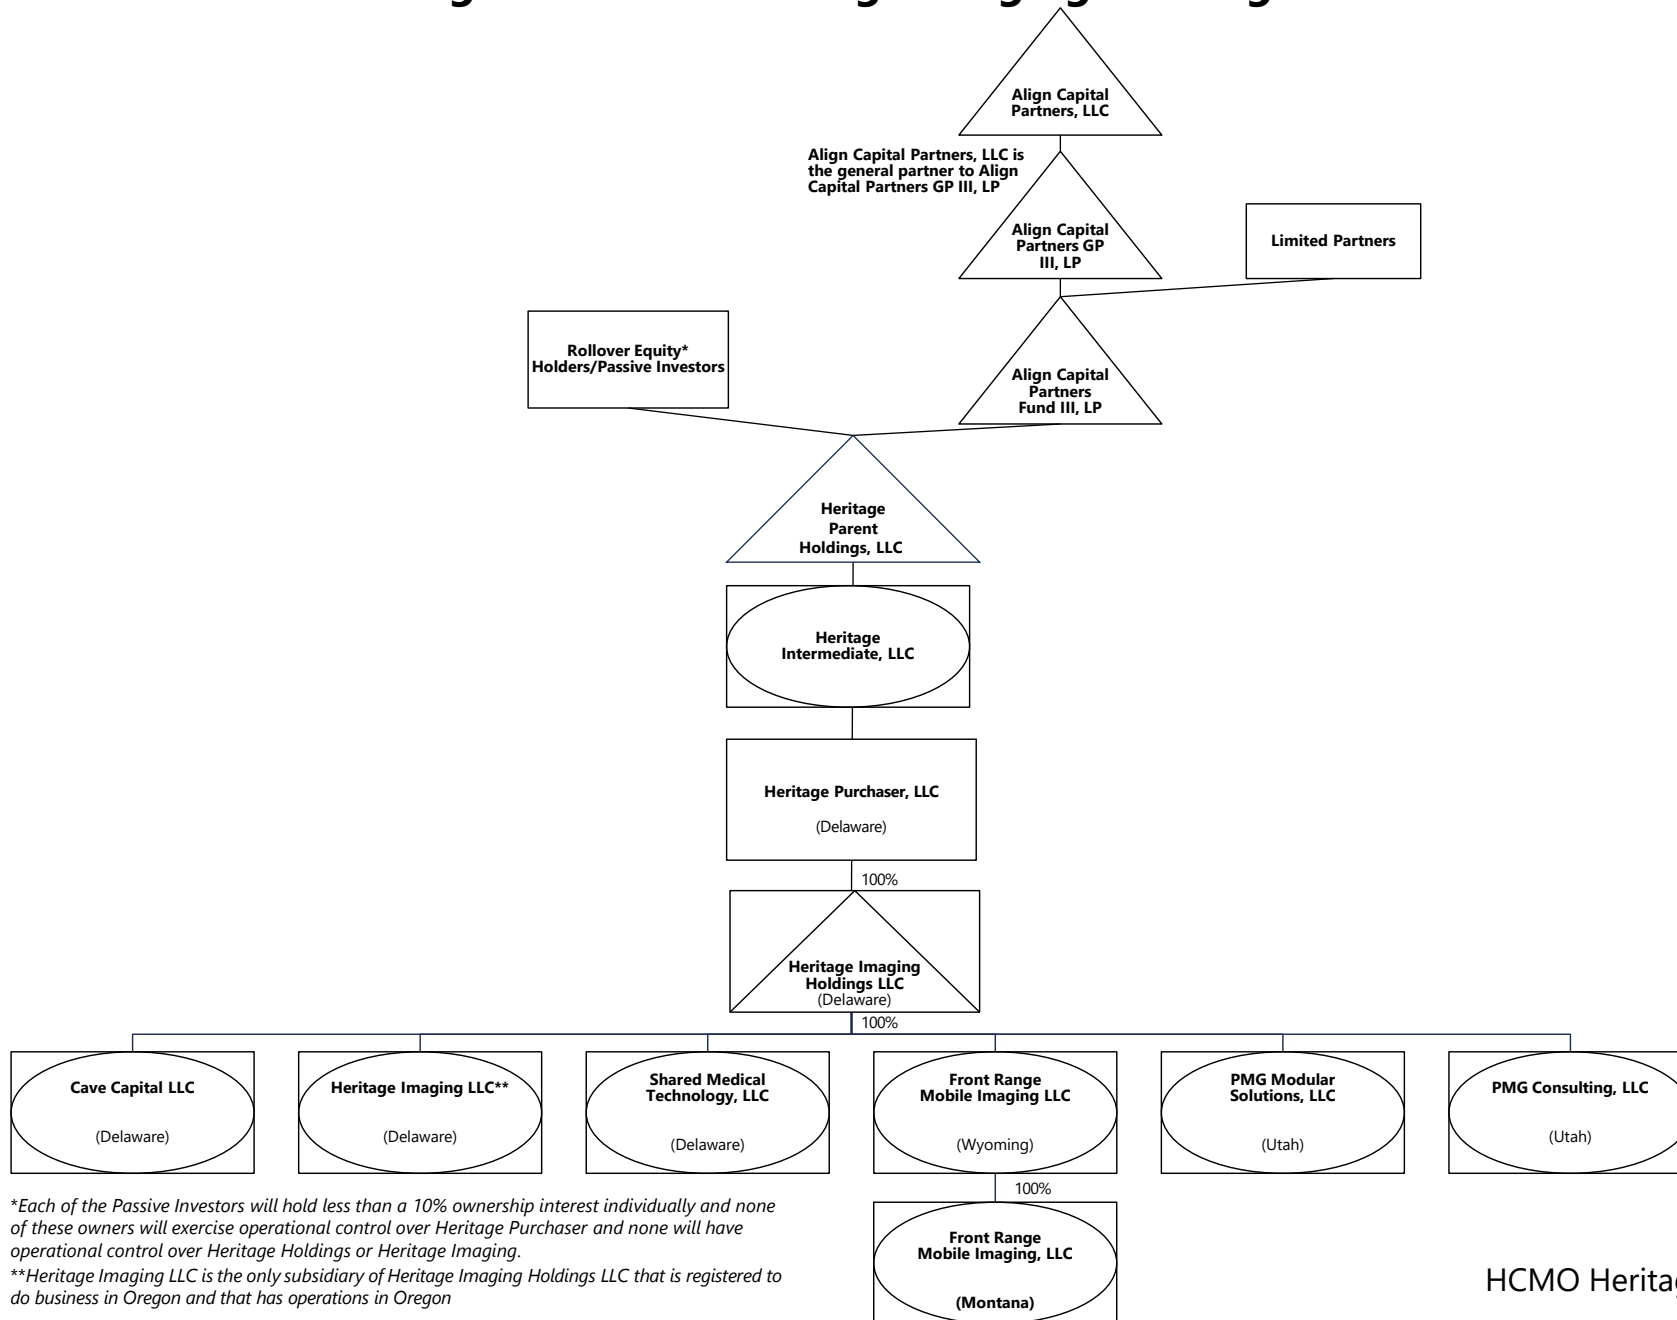 Align Capital
Partners, LLC
Align Capital Partners, LLC is
the general partner to Align
Capital Partners GP III, LP
Align Capital
Partners GP
III, LP
Limited Partners
Rollover Equity*
Holders/Passive Investors
Align Capital
Partners
Fund III, LP
Heritage
Parent
Holdings, LLC
Heritage
Intermediate, LLC
Heritage Purchaser, LLC
(Delaware)
100%
Heritage Imaging
Holdings LLC
(Delaware)
100%
Cave Capital LLC
(Delaware)
Heritage Imaging LLC**
(Delaware)
Shared Medical
Technology, LLC
(Delaware)
Front Range
Mobile Imaging LLC
(Wyoming)
PMG Modular
Solutions, LLC
(Utah)
PMG Consulting, LLC
(Utah)
100%
Front Range
Mobile Imaging, LLC
(Montana)
*Each of the Passive Investors will hold less than a 10% ownership interest individually and none
of these owners will exercise operational control over Heritage Purchaser and none will have
operational control over Heritage Holdings or Heritage Imaging.
**Heritage Imaging LLC is the only subsidiary of Heritage Imaging Holdings LLC that is registered to
do business in Oregon and that has operations in Oregon
HCMO Heritag